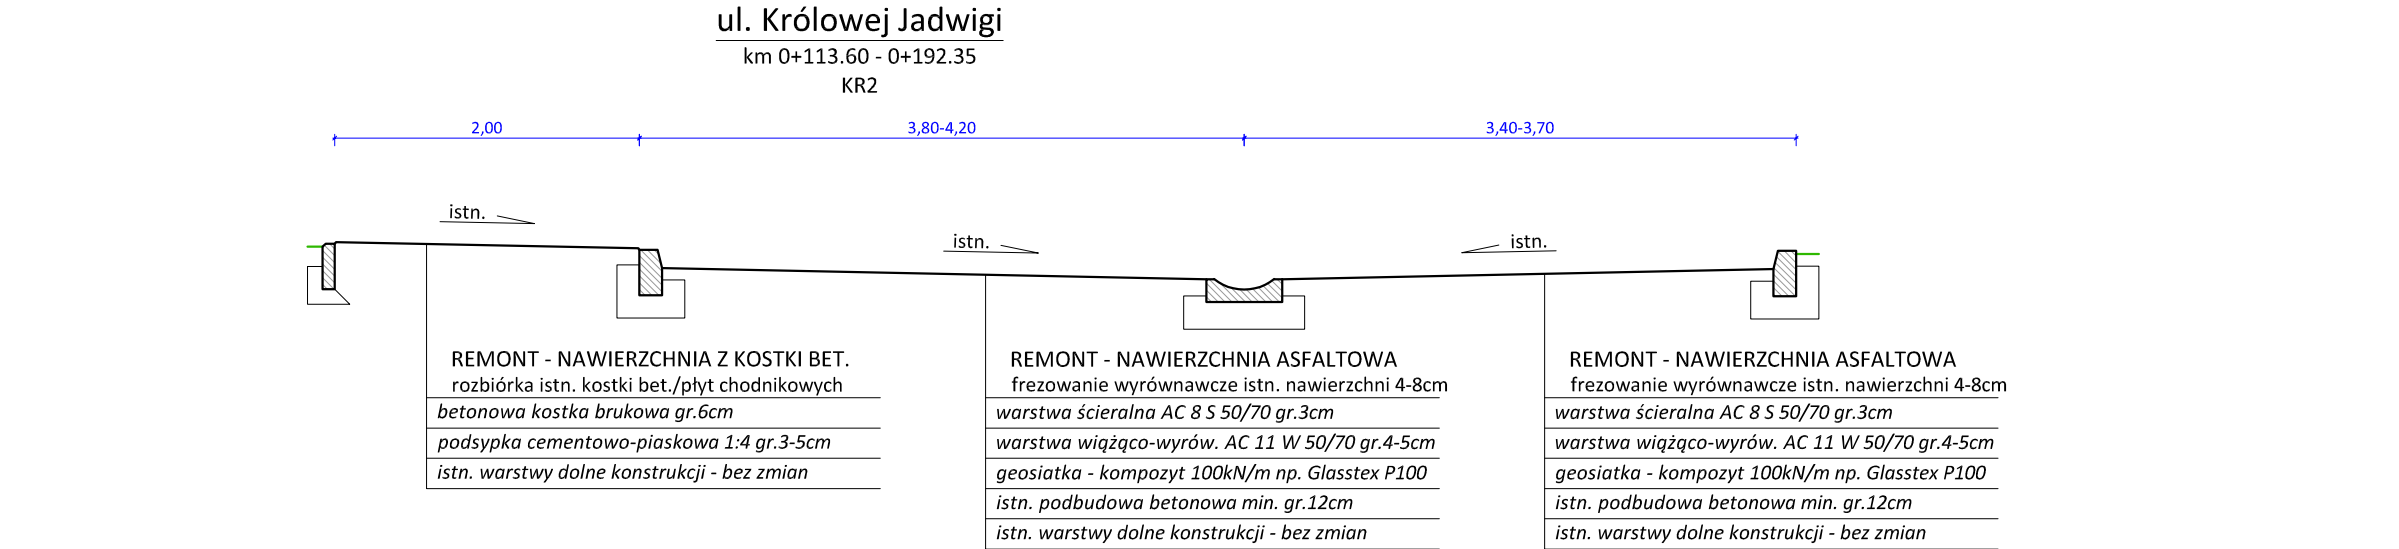 ul. Królowej Jadwigi
km 0+113.60 - 0+192.35
KR2
2,00
3,80-4,20
3,40-3,70
istn.
istn.
istn.
REMONT - NAWIERZCHNIA Z KOSTKI BET.
rozbiórka istn. kostki bet./płyt chodnikowych
betonowa kostka brukowa gr.6cm
podsypka cementowo-piaskowa 1:4 gr.3-5cm
istn. warstwy dolne konstrukcji - bez zmian
REMONT - NAWIERZCHNIA ASFALTOWA
frezowanie wyrównawcze istn. nawierzchni 4-8cm
warstwa ścieralna AC 8 S 50/70 gr.3cm
warstwa wiążąco-wyrów. AC 11 W 50/70 gr.4-5cm
geosiatka - kompozyt 100kN/m np. Glasstex P100
istn. podbudowa betonowa min. gr.12cm
istn. warstwy dolne konstrukcji - bez zmian
REMONT - NAWIERZCHNIA ASFALTOWA
frezowanie wyrównawcze istn. nawierzchni 4-8cm
warstwa ścieralna AC 8 S 50/70 gr.3cm
warstwa wiążąco-wyrów. AC 11 W 50/70 gr.4-5cm
geosiatka - kompozyt 100kN/m np. Glasstex P100
istn. podbudowa betonowa min. gr.12cm
istn. warstwy dolne konstrukcji - bez zmian